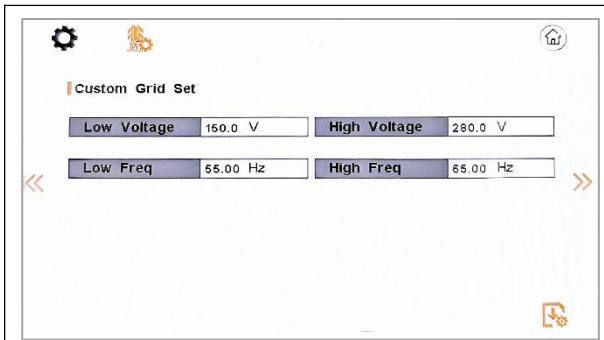 Custom Grid Set
Low Voltage 150.0 V High Voltage 280.0 V
Low Freq 55.00 Hz High Freq 65.00 Hz